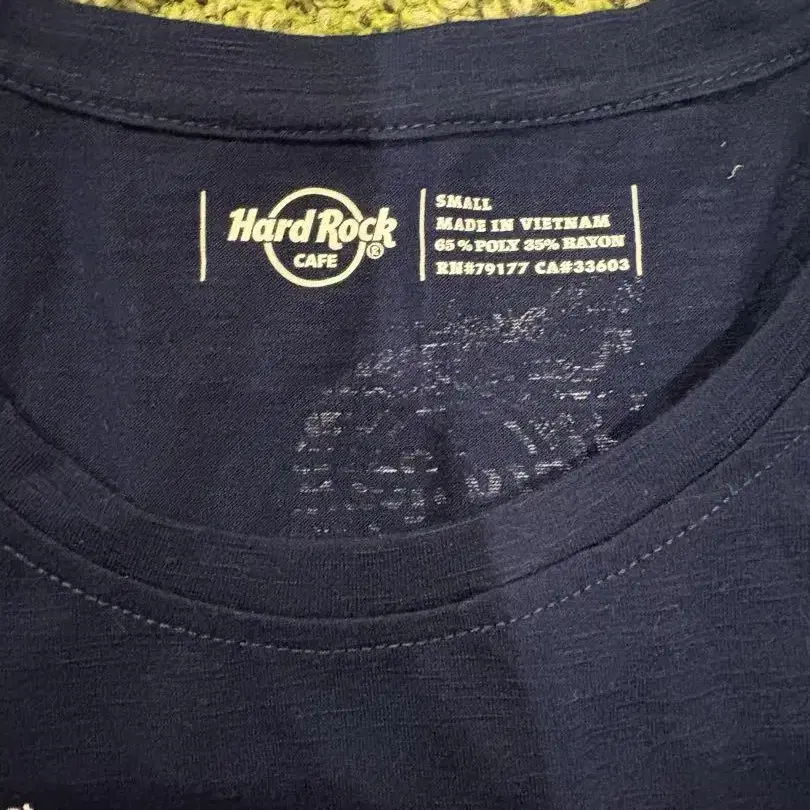 Hard Rock®
CAFE
SMALL
MADE IN VIETNAM
65% POLY 35% RAYON
RN#79177 CA#33603